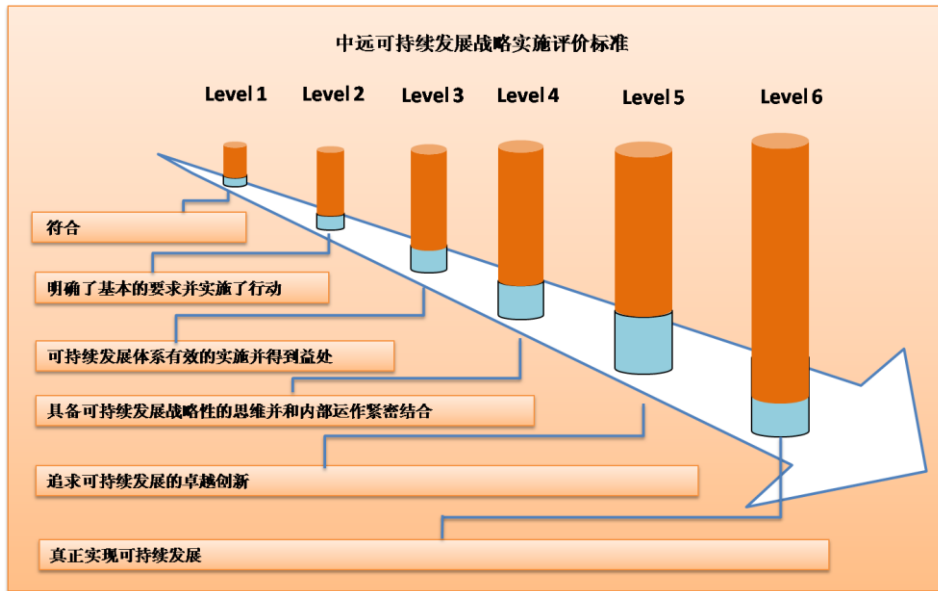 中远可持续发展战略实施评价标准
Level 1
Level 2
Level 3
Level 4
Level 5
Level 6
符合
明确了基本的要求并实施了行动
可持续发展体系有效的实施并得到益处
具备可持续发展战略性的思维并和内部运作紧密结合
追求可持续发展的卓越创新
真正实现可持续发展